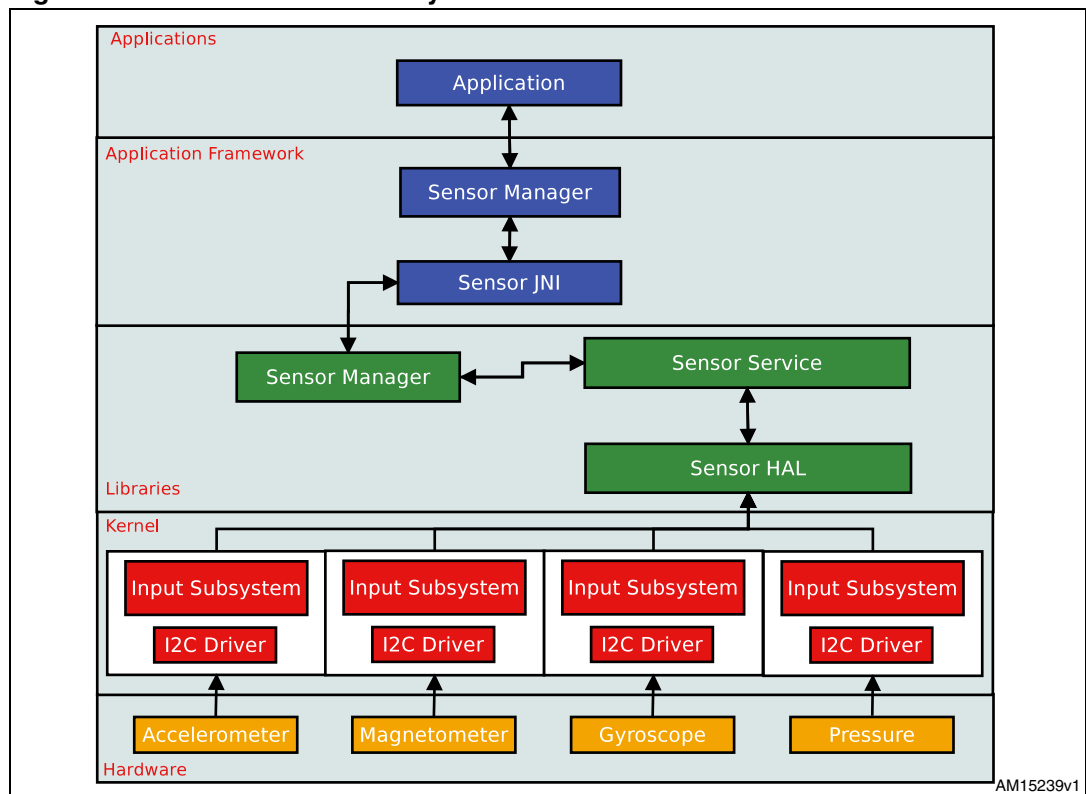 Applications
Application
Application Framework
Sensor Manager
Sensor JNI
Sensor Manager
Sensor Service
Sensor HAL
Libraries
Kernel
Input Subsystem Input Subsystem Input Subsystem Input Subsystem
I2C Driver I2C Driver I2C Driver I2C Driver
Accelerometer Magnetometer Gyroscope Pressure
Hardware
AM15239v1